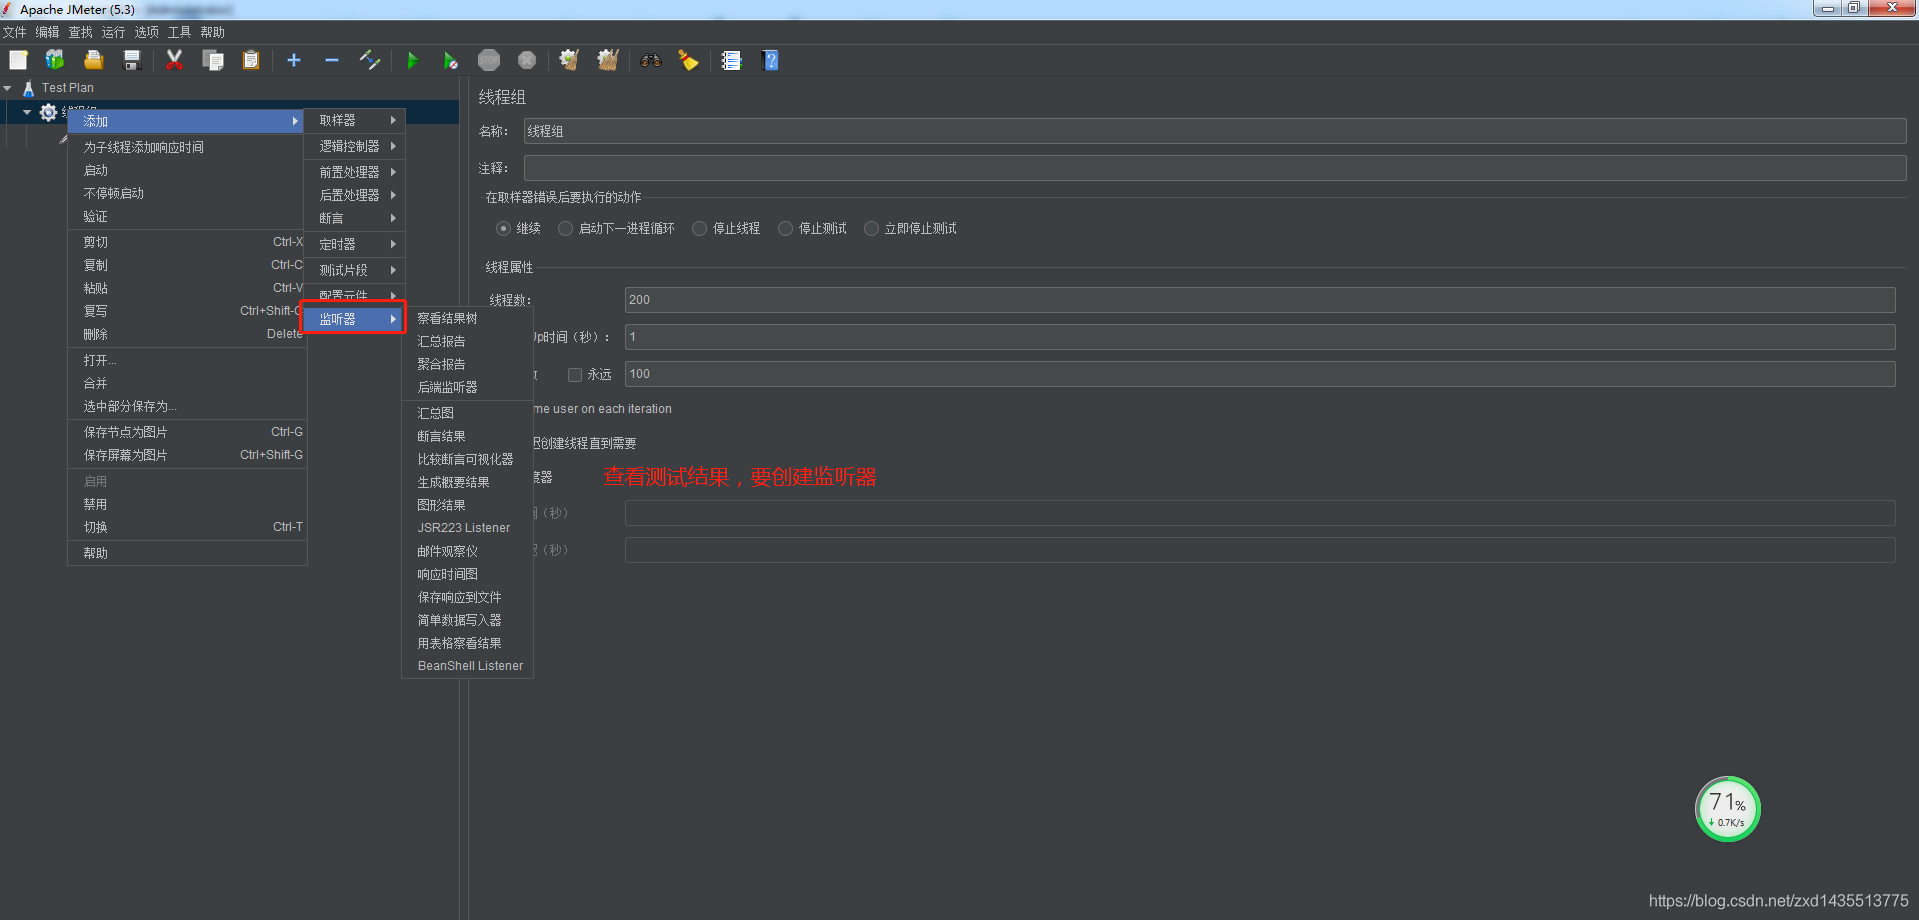 Apache JMeter (5.3)
文件 编辑 查找 运行 选项 工具 帮助
STOP
Test Plan
添加
为子线程添加响应时间
启动
不停顿启动
验证
剪切 Ctrl-X
复制 Ctrl-C
粘贴 Ctrl-V
复写 Ctrl+Shift-C
删除 Delete
打开...
合并
选中部分保存为...
保存节点为图片 Ctrl-G
保存屏幕为图片 Ctrl+Shift-G
启用
禁用
切换 Ctrl-T
帮助
取样器
逻辑控制器
前置处理器
后置处理器
断言
定时器
测试片段
配置元件
监听器
察看结果树
汇总报告
聚合报告
后端监听器
汇总图
断言结果
比较断言可视化器
生成概要结果
图形结果
JSR223 Listener
邮件观察仪
响应时间图
保存响应到文件
简单数据写入器
用表格察看结果
BeanShell Listener
线程组
名称： 线程组
注释：
在取样器错误后要执行的动作
继续 启动下一进程循环 停止线程 停止测试 立即停止测试
线程属性
线程数： 200
Up时间（秒）： 1
永远 100
me user on each iteration
创建线程直到需要
度器
查看测试结果，要创建监听器
（秒）
（秒）
71%
0.7K/s
https://blog.csdn.net/zxd1435513775